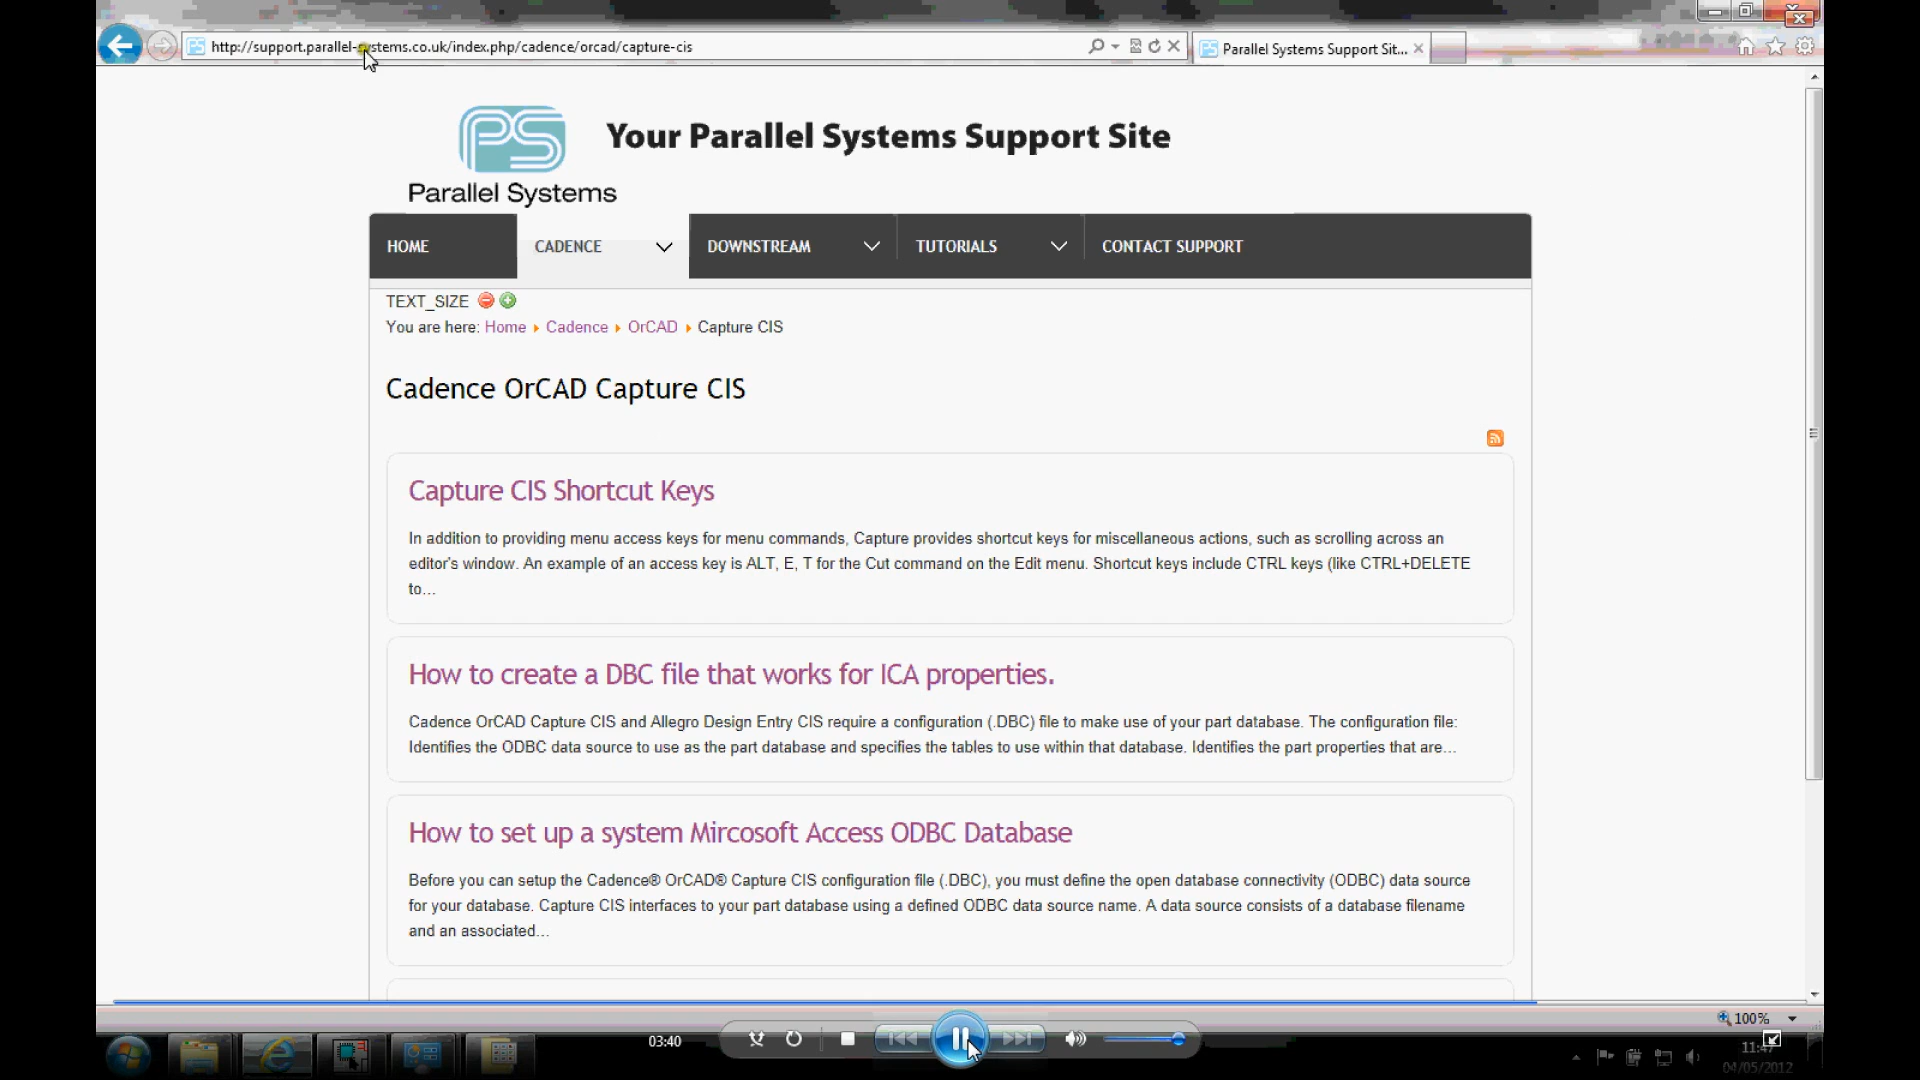 http://support.parallel-systems.co.uk/index.php/cadence/orcad/capture-cis
Parallel Systems Support Sit...
PS
Parallel Systems
Your Parallel Systems Support Site
HOME
CADENCE
DOWNSTREAM
TUTORIALS
CONTACT SUPPORT
TEXT_SIZE
You are here: Home Cadence OrCAD Capture CIS
Cadence OrCAD Capture CIS
Capture CIS Shortcut Keys
In addition to providing menu access keys for menu commands, Capture provides shortcut keys for miscellaneous actions, such as scrolling across an
editor's window. An example of an access key is ALT, E, T for the Cut command on the Edit menu. Shortcut keys include CTRL keys (like CTRL+DELETE
to...
How to create a DBC file that works for ICA properties.
Cadence OrCAD Capture CIS and Allegro Design Entry CIS require a configuration (.DBC) file to make use of your part database. The configuration file:
Identifies the ODBC data source to use as the part database and specifies the tables to use within that database. Identifies the part properties that are...
How to set up a system Mircosoft Access ODBC Database
Before you can setup the Cadence® OrCAD® Capture CIS configuration file (.DBC), you must define the open database connectivity (ODBC) data source
for your database. Capture CIS interfaces to your part database using a defined ODBC data source name. A data source consists of a database filename
and an associated...
100%
03:40
11:47
04/05/2012